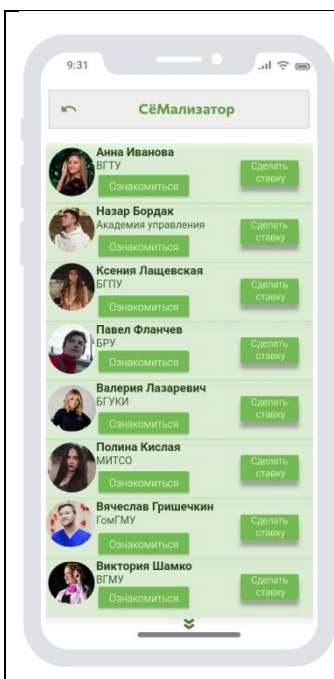 9:31
СёМализатор
Анна Иванова
БГТУ
Ознакомиться
Сделать
ставку
Назар Бордак
Академия управления
Ознакомиться
Сделать
ставку
Ксения Лащевская
БГПУ
Ознакомиться
Сделать
ставку
Павел Фланчев
БРУ
Ознакомиться
Сделать
ставку
Валерия Лазаревич
БГУКИ
Ознакомиться
Сделать
ставку
Полина Кислая
МИТСО
Ознакомиться
Сделать
ставку
Вячеслав Гришечкин
ГомГМУ
Ознакомиться
Сделать
ставку
Виктория Шамко
ВГМУ
Ознакомиться
Сделать
ставку